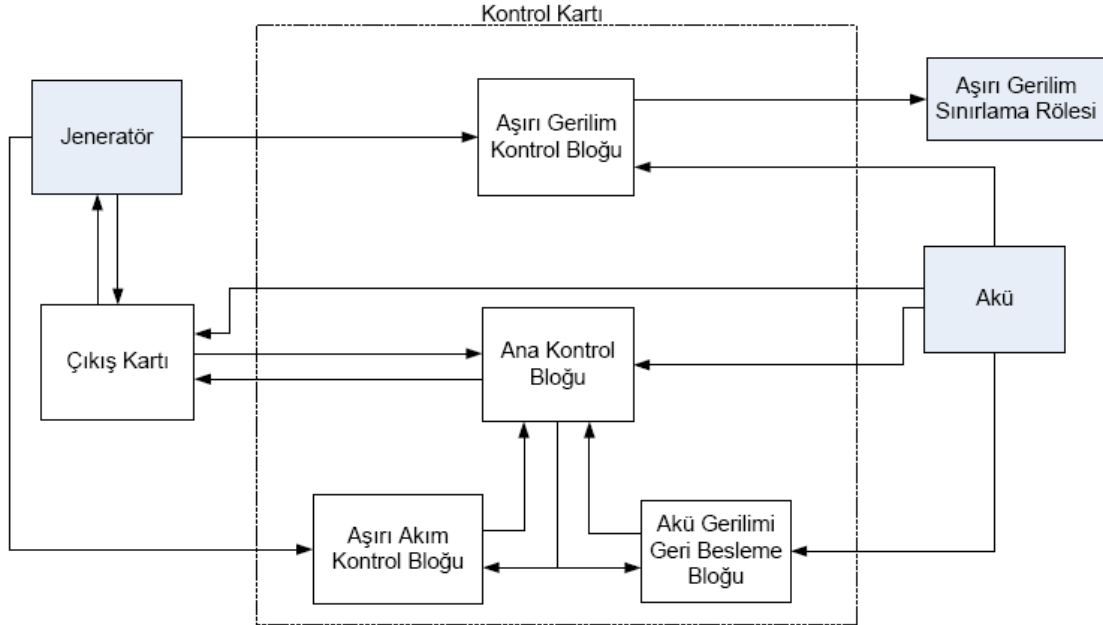 Kontrol Kartı
Jeneratör
Aşırı Gerilim
Kontrol Bloğu
Aşırı Gerilim
Sınırlama Rölesi
Akü
Çıkış Kartı
Ana Kontrol
Bloğu
Aşırı Akım
Kontrol Bloğu
Akü Gerilimi
Geri Besleme
Bloğu